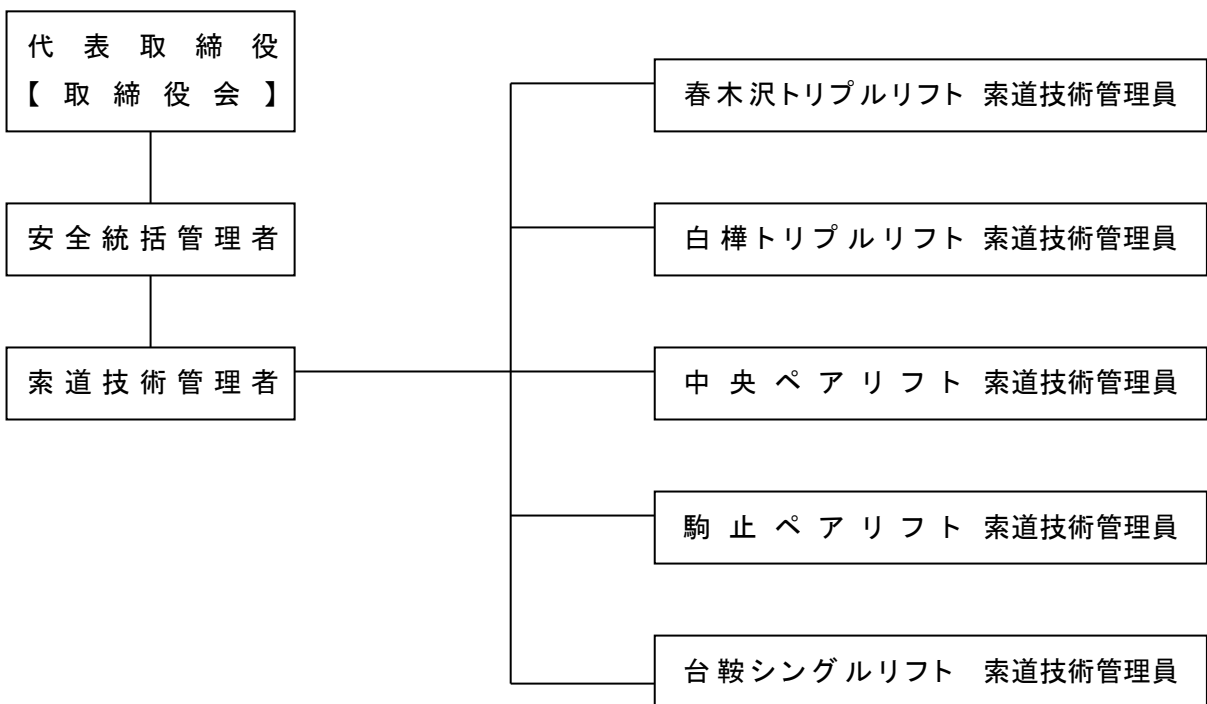 代表取締役
【取締役会】
安全統括管理者
索道技術管理者
春木沢トリプルリフト 索道技術管理員
白樺トリプルリフト 索道技術管理員
中央ペアリフト 索道技術管理員
駒止ペアリフト 索道技術管理員
台鞍シングルリフト 索道技術管理員